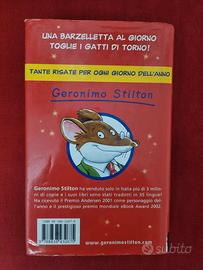 UNA BARZELLETTA AL GIORNO
TOGLIE I GATTI DI TORNO!
TANTE RISATE PER OGNI GIORNO DELL'ANNO
Geronimo Stilton
Geronimo Stilton ha venduto solo in Italia più di 3 milio-
ni di copie e i suoi libri sono stati tradotti in 35 lingue!
Ha ricevuto il Premio Andersen 2001 come personaggio del-
l'anno e il prestigioso premio mondiale eBook Award 2002.
www.geronimostilton.com
subito